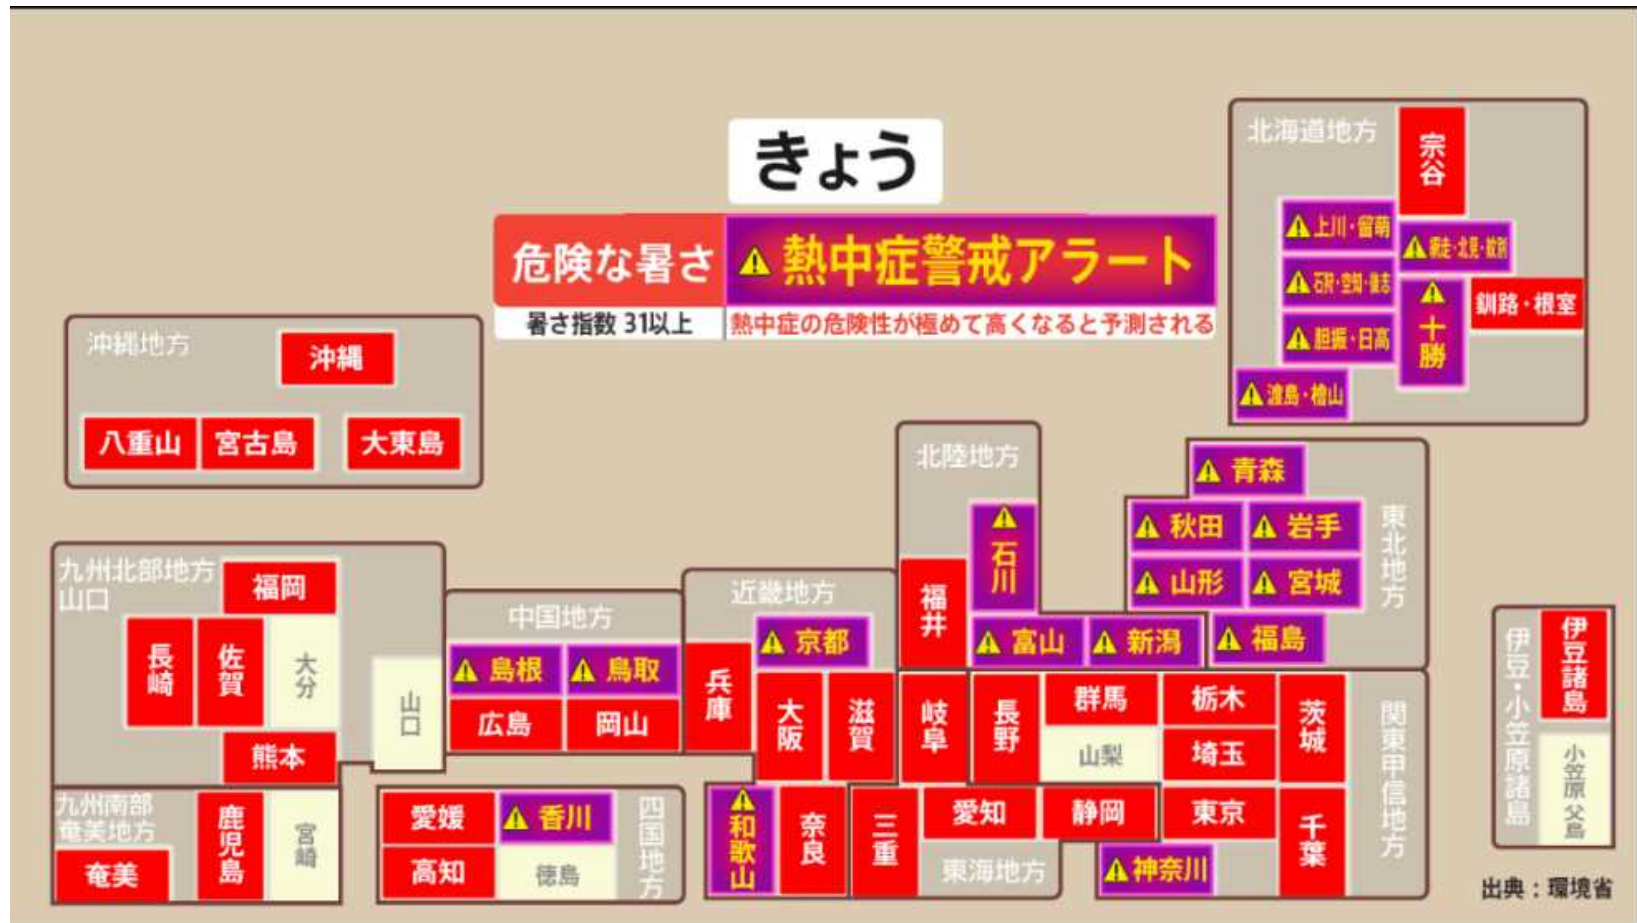 きょう
危険な暑さ
熱中症警戒アラート
暑さ指数 31以上
熱中症の危険性が極めて高くなると予測される
北海道地方
宗谷
上川・留萌
網走・北見・紋別
石狩・空知・後志
十勝
釧路・根室
胆振・日高
渡島・檜山
沖縄地方
沖縄
八重山
宮古島
大東島
北陸地方
石川
福井
富山
新潟
東北地方
青森
秋田
岩手
山形
宮城
福島
九州北部地方
山口
福岡
長崎
佐賀
大分
山口
熊本
中国地方
島根
鳥取
広島
岡山
近畿地方
京都
兵庫
大阪
滋賀
和歌山
奈良
三重
岐阜
愛知
静岡
東海地方
長野
群馬
栃木
茨城
山梨
埼玉
東京
千葉
神奈川
関東甲信地方
伊豆・小笠原諸島
伊豆諸島
小笠原父島
九州南部
奄美地方
奄美
鹿児島
宮崎
四国地方
愛媛
香川
高知
徳島
出典：環境省